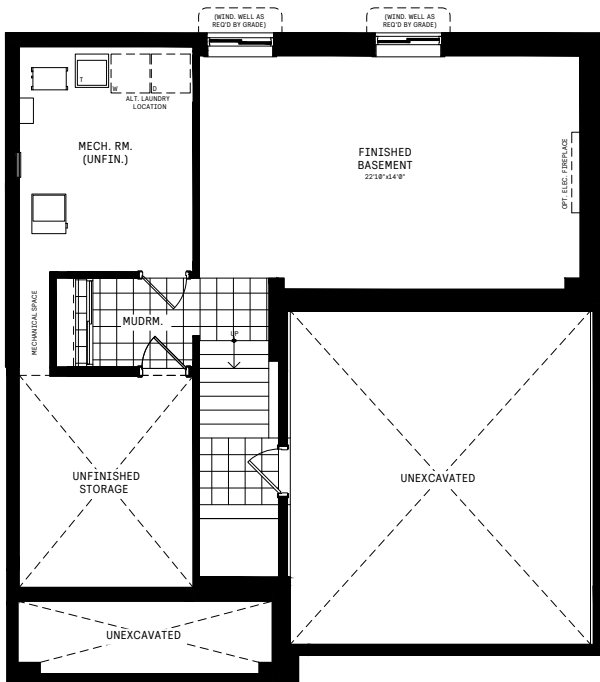 (WIND. WELL AS
REQ'D BY GRADE)
(WIND. WELL AS
REQ'D BY GRADE)
T
W
D
ALT. LAUNDRY
LOCATION
MECH. RM.
(UNFIN.)
FINISHED
BASEMENT
22'10"x14'0"
OPT. ELEC. FIREPLACE
MECHANICAL SPACE
MUDRM.
UP
UNFINISHED
STORAGE
UNEXCAVATED
UNEXCAVATED